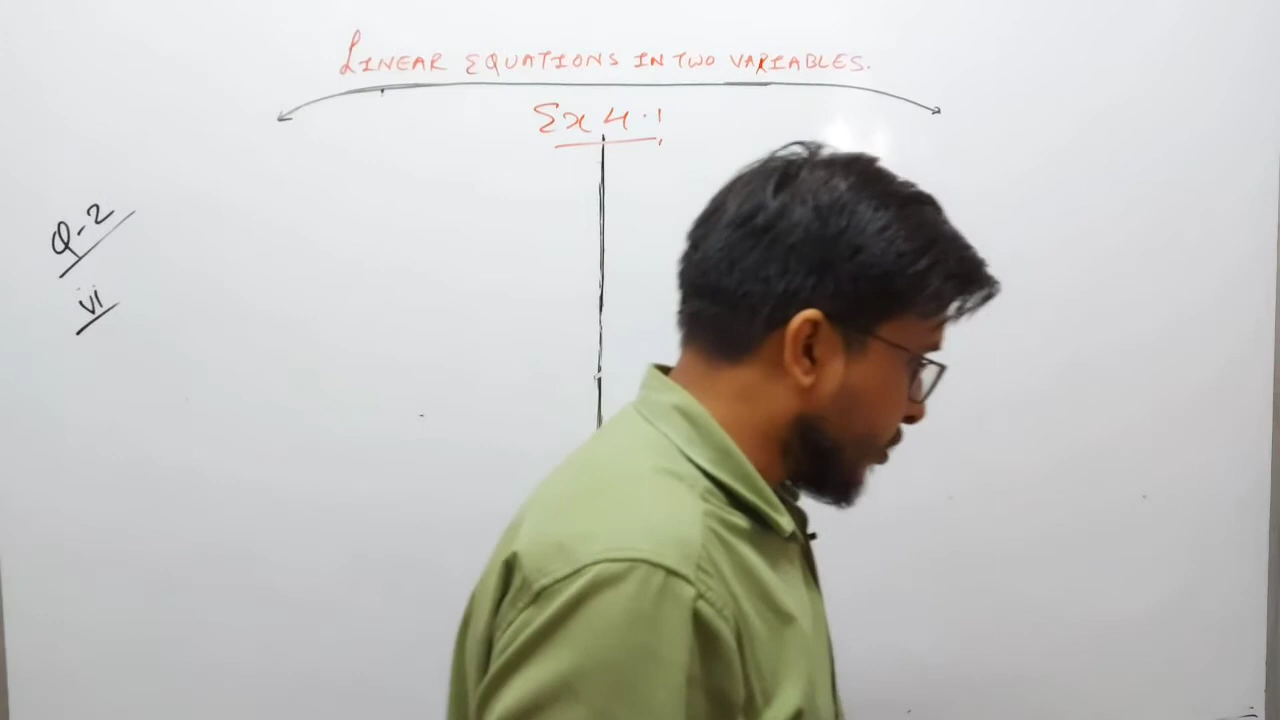 LINEAR EQUATIONS IN TWO VARIABLES.
Ex 4.1
Q-2
vi